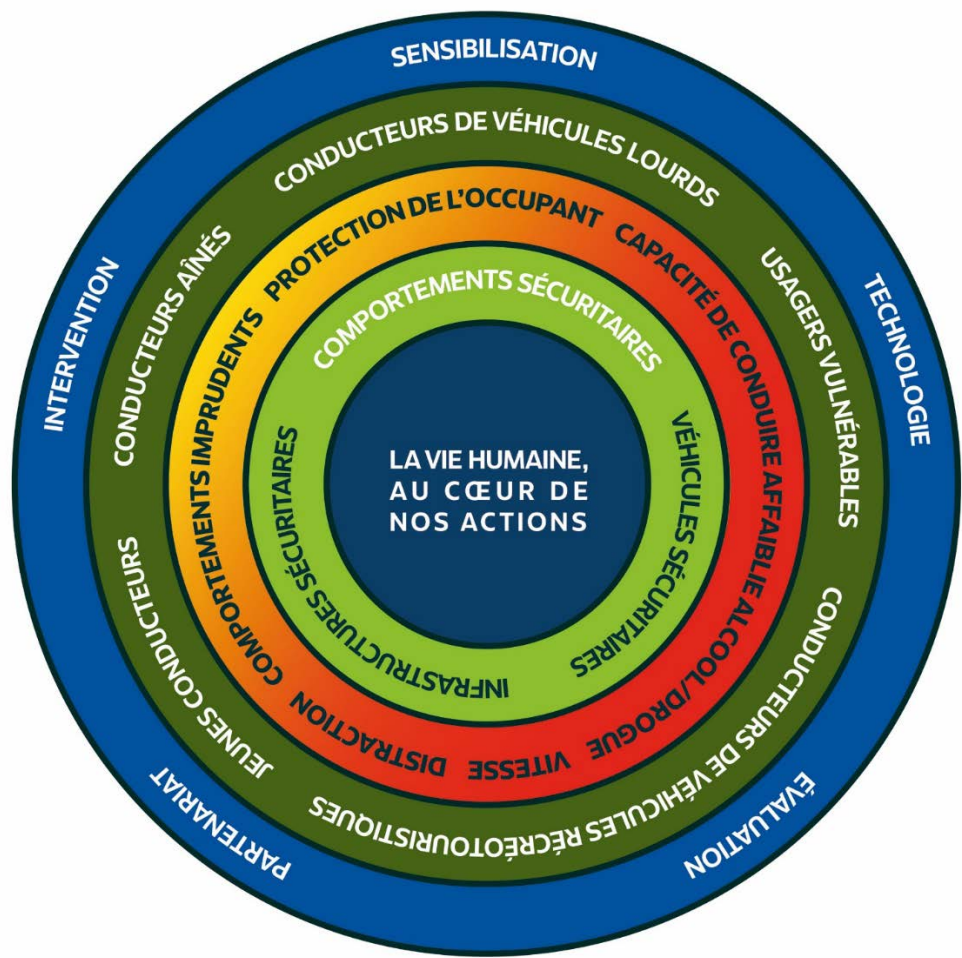 SENSIBILISATION
TECHNOLOGIE
ÉVALUATION
PARTENARIAT
INTERVENTION
CONDUCTEURS DE VÉHICULES LOURDS
USAGERS VULNÉRABLES
CONDUCTEURS DE VÉHICULES RÉCRÉOTOURISTIQUES
JEUNES CONDUCTEURS
CONDUCTEURS AÎNÉS
PROTECTION DE L'OCCUPANT
CAPACITÉ DE CONDUIRE AFFAIBLIE ALCOOL/DROGUE
VITESSE
DISTRACTION
COMPORTEMENTS IMPRUDENTS
COMPORTEMENTS SÉCURITAIRES
VÉHICULES SÉCURITAIRES
INFRASTRUCTURES SÉCURITAIRES
LA VIE HUMAINE,
AU CŒUR DE
NOS ACTIONS